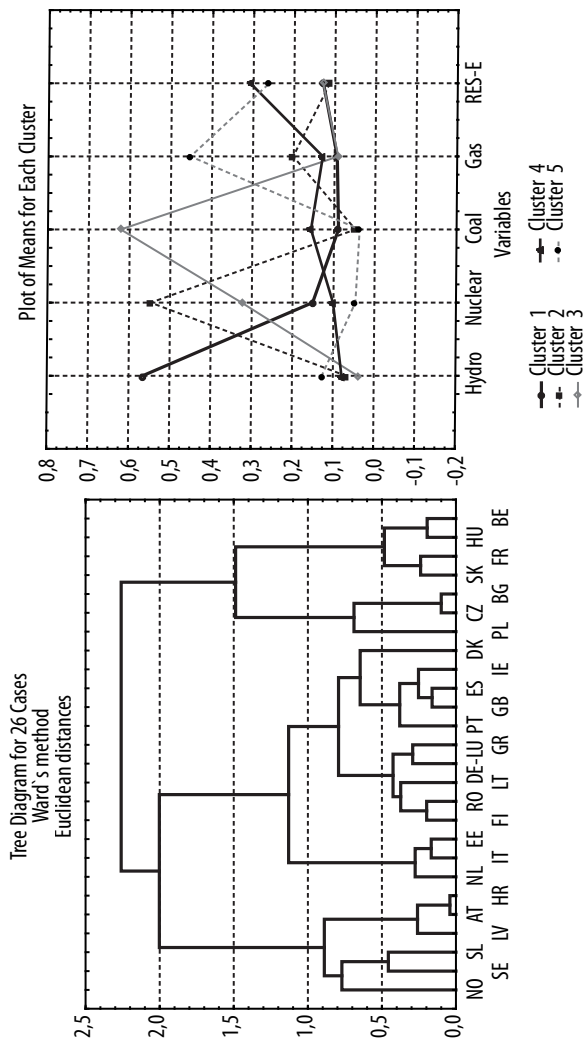 Tree Diagram for 26 Cases
Ward`s method
Euclidean distances
2,5
2,0
1,5
1,0
0,5
0,0
NO SL AT NL EE RO DE-LU PT ES DK CZ SK HU
SE LV HR IT FI LT GR GB IE PL BG FR BE
Plot of Means for Each Cluster
0,8
0,7
0,6
0,5
0,4
0,3
0,2
0,1
0,0
-0,2
Hydro Nuclear Coal Gas RES-E
Variables
Cluster 1 Cluster 4
Cluster 2 Cluster 5
Cluster 3